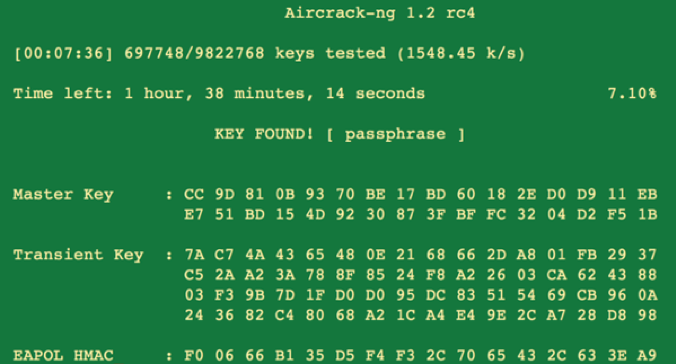 Aircrack-ng 1.2 rc4
[00:07:36] 697748/9822768 keys tested (1548.45 k/s)
Time left: 1 hour, 38 minutes, 14 seconds 7.10%
KEY FOUND! [ passphrase ]
Master Key : CC 9D 81 0B 93 70 BE 17 BD 60 18 2E D0 D9 11 EB
E7 51 BD 15 4D 92 30 87 3F BF FC 32 04 D2 F5 1B
Transient Key : 7A C7 4A 43 65 48 0E 21 68 66 2D A8 01 FB 29 37
C5 2A A2 3A 78 8F 85 24 F8 A2 26 03 CA 62 43 88
03 F3 9B 7D 1F D0 D0 95 DC 83 51 54 69 CB 96 0A
24 36 82 C4 80 68 A2 1C A4 E4 9E 2C A7 28 D8 98
EAPOL HMAC : F0 06 66 B1 35 D5 F4 F3 2C 70 65 43 2C 63 3E A9